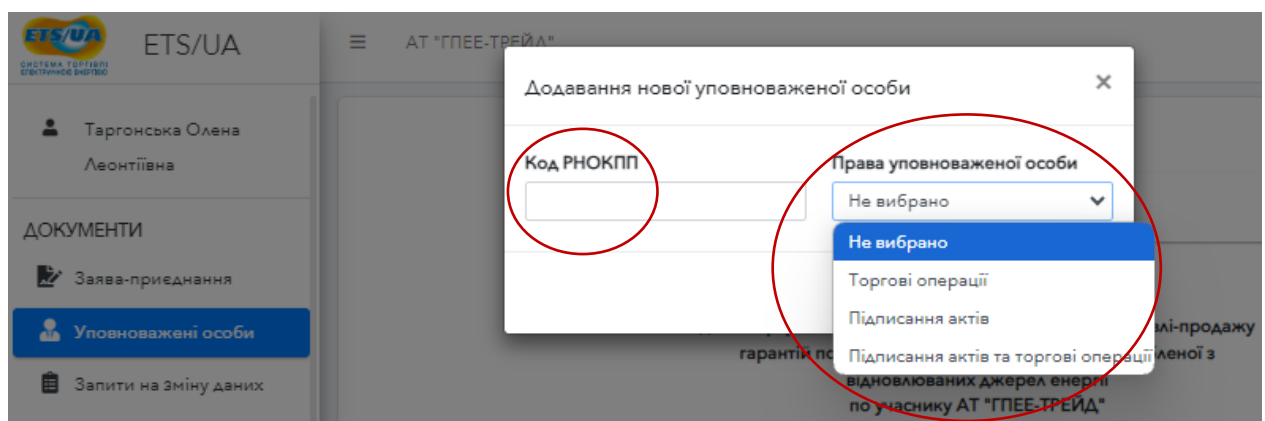 ETS/UA
СИСТЕМА ТОРГІВЛІ
ЕЛЕКТРИЧНОЮ ЕНЕРГІЄЮ
ETS/UA
АТ "ГПЕЕ-ТРЕЙД"
Таргонська Олена
Леонтіївна
ДОКУМЕНТИ
Заява-приєднання
Уповноважені особи
Запити на зміну даних
Додавання нової уповноваженої особи
×
Код РНОКПП
Права уповноваженої особи
Не вибрано
Не вибрано
Торгові операції
Підписання актів
Підписання актів та торгові операції
влі-продажу
гарантій по
бленої з
відновлюваних джерел енергії
по учаснику АТ "ГПЕЕ-ТРЕЙД"